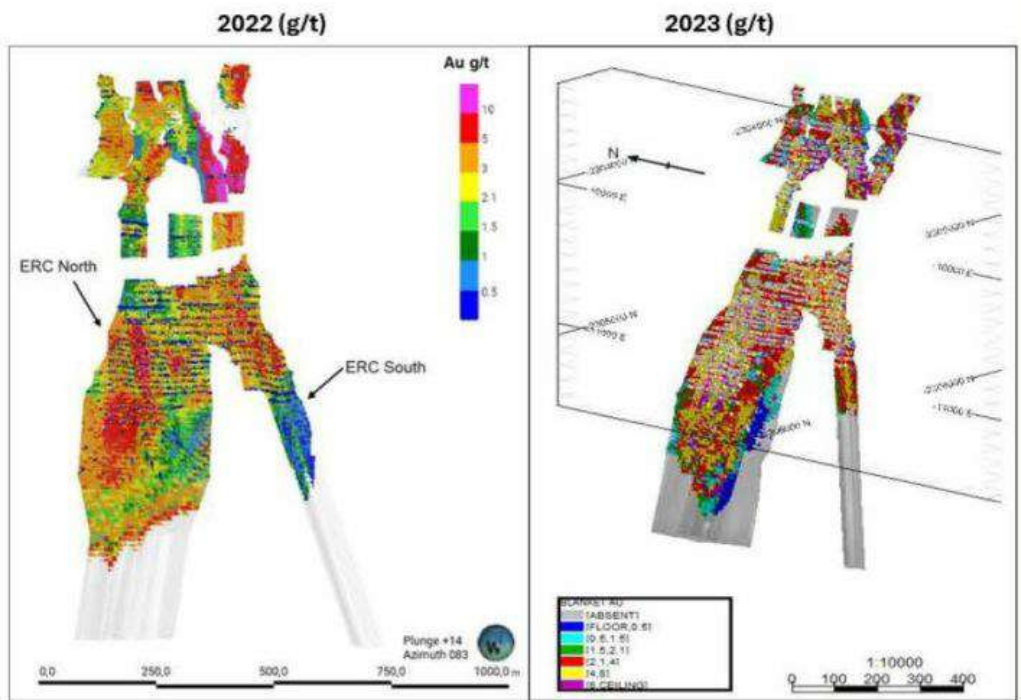 2022 (g/t)
2023 (g/t)
Au g/t
10
5
3
2.1
1.5
1
0.5
ERC North
ERC South
Plunge +14
Azimuth 083
0,0 250,0 500,0 750,0 1000,0 m
N
BLANKET AU
[ABSENT]
[FLOOR,0.5]
[0.5,1.5]
[1.5,2.1]
[2.1,4]
[4,6]
[6,CEILING]
1:10000
0 100 200 300 400